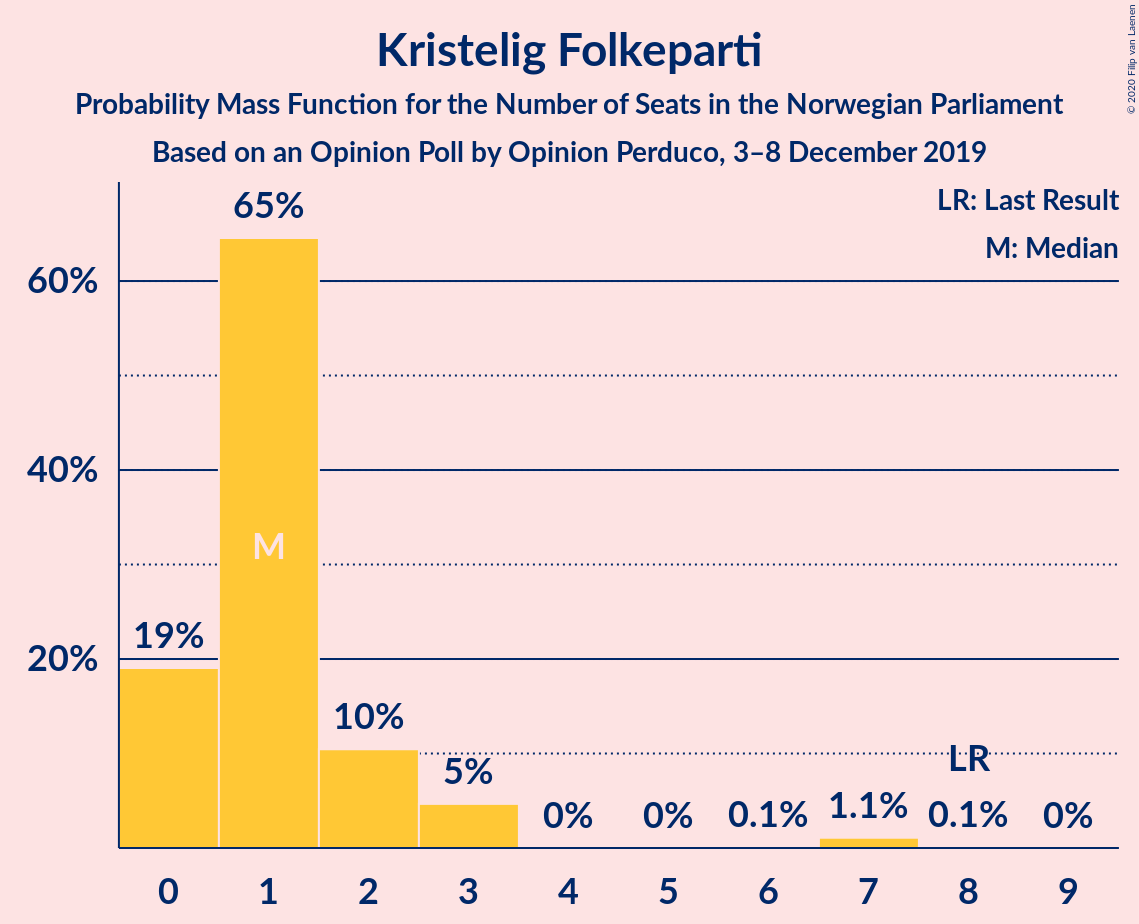 Kristelig Folkeparti
Probability Mass Function for the Number of Seats in the Norwegian Parliament
Based on an Opinion Poll by Opinion Perduco, 3–8 December 2019
© 2020 Filip van Laenen
LR: Last Result
M: Median
60%
40%
20%
65%
M
19%
10%
5%
0%
0%
0.1%
1.1%
LR
0.1%
0%
0 1 2 3 4 5 6 7 8 9